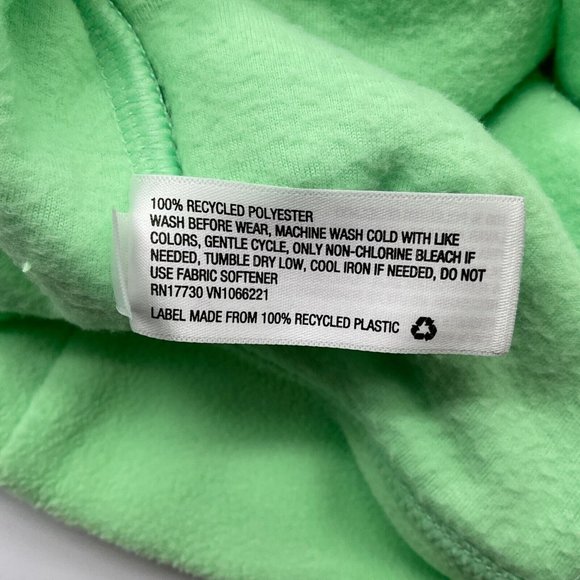 100% RECYCLED POLYESTER
WASH BEFORE WEAR, MACHINE WASH COLD WITH LIKE
COLORS, GENTLE CYCLE, ONLY NON-CHLORINE BLEACH IF
NEEDED, TUMBLE DRY LOW, COOL IRON IF NEEDED, DO NOT
USE FABRIC SOFTENER
RN17730 VN1066221
LABEL MADE FROM 100% RECYCLED PLASTIC